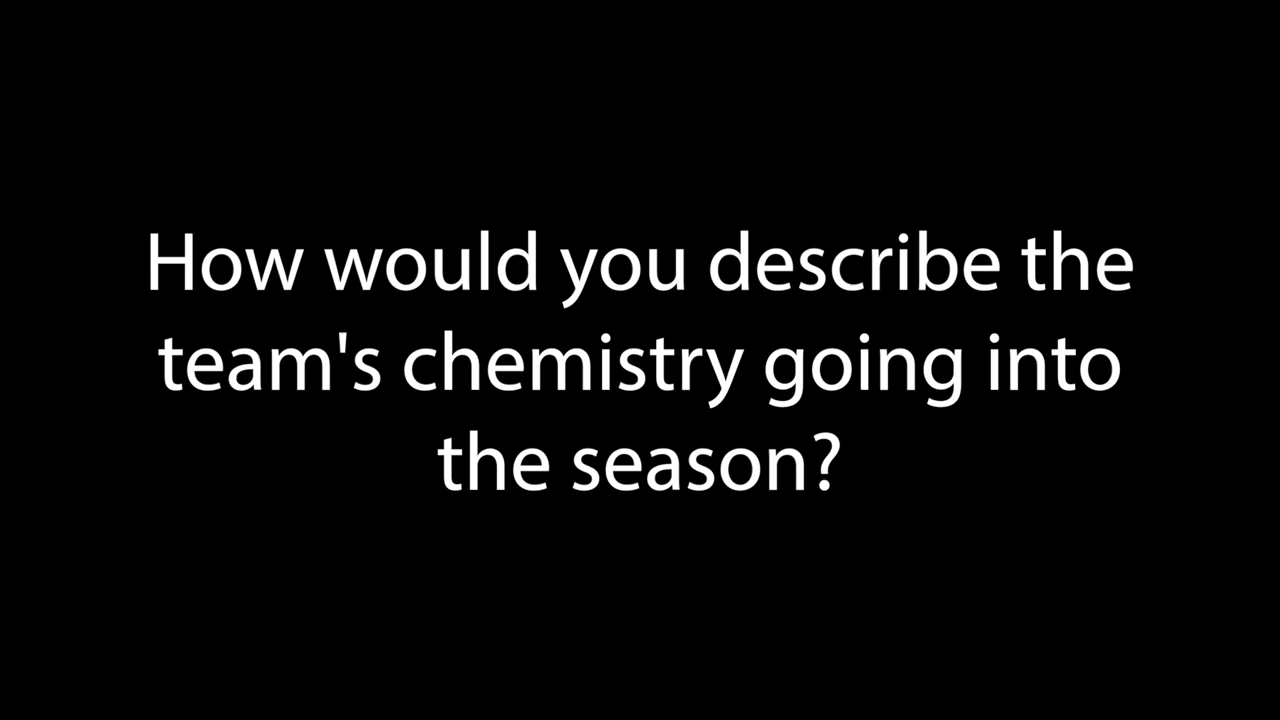 How would you describe the
team's chemistry going into
the season?